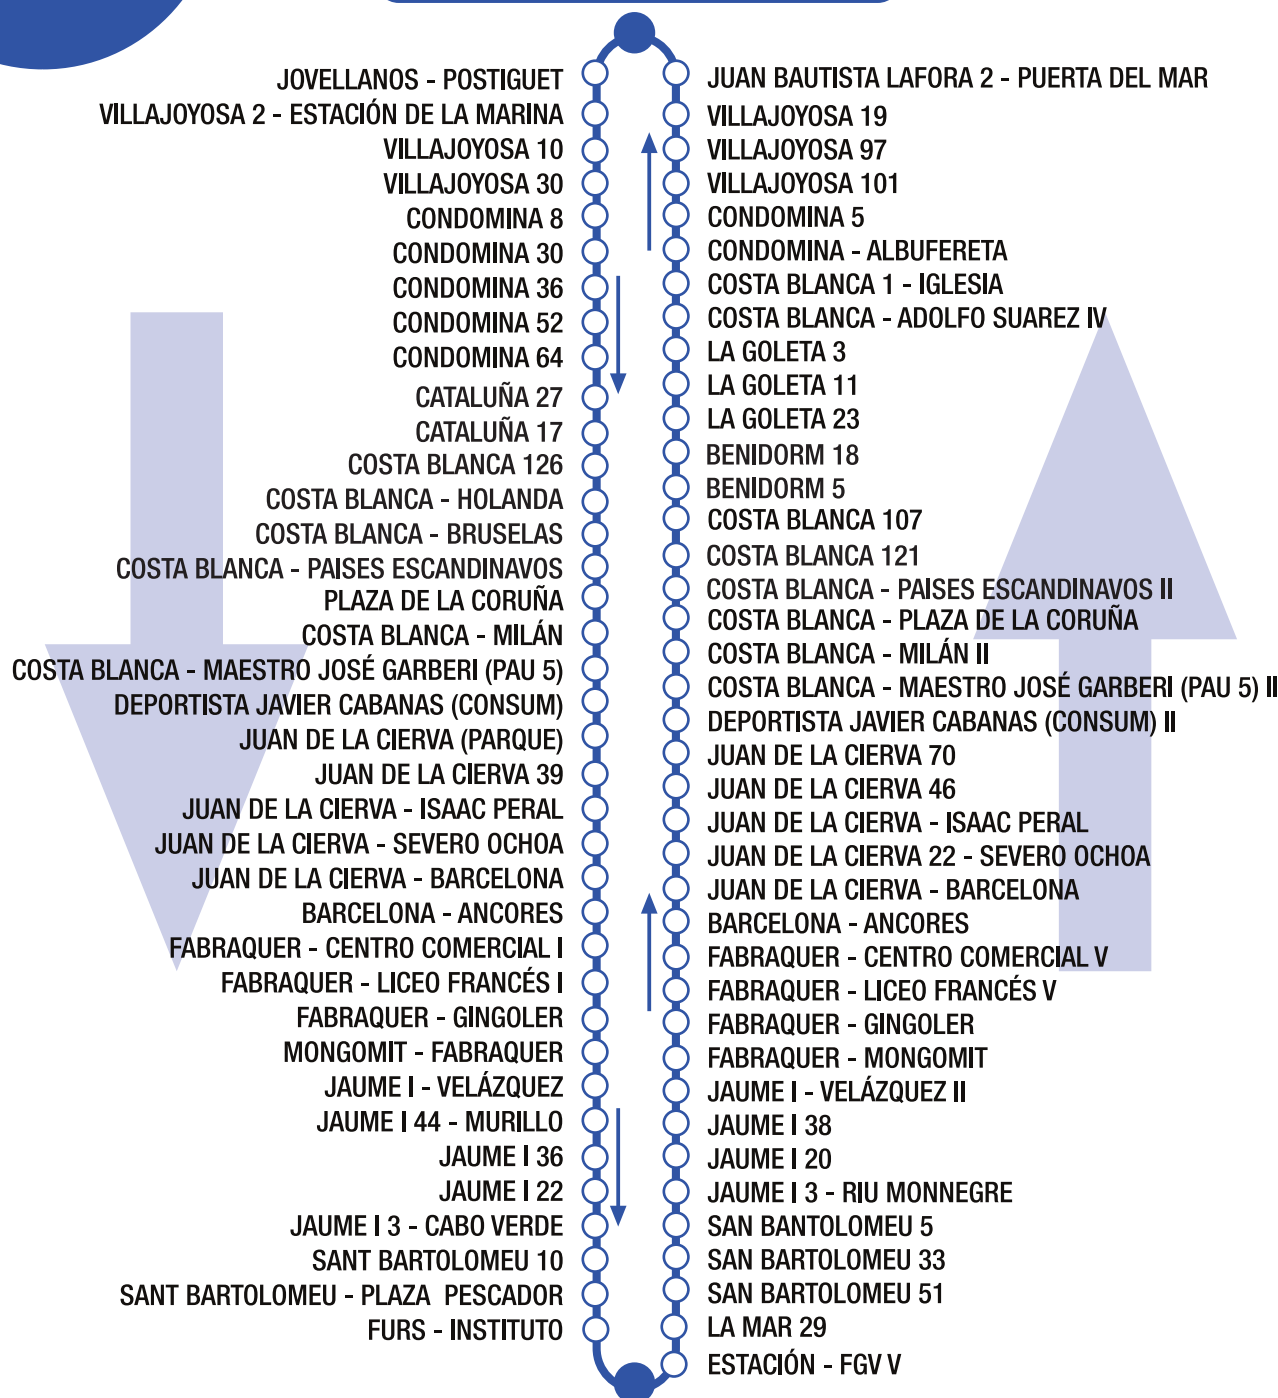 JOVELLANOS - POSTIGUET
VILLAJOYOSA 2 - ESTACIÓN DE LA MARINA
VILLAJOYOSA 10
VILLAJOYOSA 30
CONDOMINA 8
CONDOMINA 30
CONDOMINA 36
CONDOMINA 52
CONDOMINA 64
CATALUÑA 27
CATALUÑA 17
COSTA BLANCA 126
COSTA BLANCA - HOLANDA
COSTA BLANCA - BRUSELAS
COSTA BLANCA - PAISES ESCANDINAVOS
PLAZA DE LA CORUÑA
COSTA BLANCA - MILÁN
COSTA BLANCA - MAESTRO JOSÉ GARBERI (PAU 5)
DEPORTISTA JAVIER CABANAS (CONSUM)
JUAN DE LA CIERVA (PARQUE)
JUAN DE LA CIERVA 39
JUAN DE LA CIERVA - ISAAC PERAL
JUAN DE LA CIERVA - SEVERO OCHOA
JUAN DE LA CIERVA - BARCELONA
BARCELONA - ANCORES
FABRAQUER - CENTRO COMERCIAL I
FABRAQUER - LICEO FRANCÉS I
FABRAQUER - GINGOLER
MONGOMIT - FABRAQUER
JAUME I - VELÁZQUEZ
JAUME I 44 - MURILLO
JAUME I 36
JAUME I 22
JAUME I 3 - CABO VERDE
SANT BARTOLOMEU 10
SANT BARTOLOMEU - PLAZA PESCADOR
FURS - INSTITUTO
JUAN BAUTISTA LAFORA 2 - PUERTA DEL MAR
VILLAJOYOSA 19
VILLAJOYOSA 97
VILLAJOYOSA 101
CONDOMINA 5
CONDOMINA - ALBUFERETA
COSTA BLANCA 1 - IGLESIA
COSTA BLANCA - ADOLFO SUAREZ IV
LA GOLETA 3
LA GOLETA 11
LA GOLETA 23
BENIDORM 18
BENIDORM 5
COSTA BLANCA 107
COSTA BLANCA 121
COSTA BLANCA - PAISES ESCANDINAVOS II
COSTA BLANCA - PLAZA DE LA CORUÑA
COSTA BLANCA - MILÁN II
COSTA BLANCA - MAESTRO JOSÉ GARBERI (PAU 5) II
DEPORTISTA JAVIER CABANAS (CONSUM) II
JUAN DE LA CIERVA 70
JUAN DE LA CIERVA 46
JUAN DE LA CIERVA - ISAAC PERAL
JUAN DE LA CIERVA 22 - SEVERO OCHOA
JUAN DE LA CIERVA - BARCELONA
BARCELONA - ANCORES
FABRAQUER - CENTRO COMERCIAL V
FABRAQUER - LICEO FRANCÉS V
FABRAQUER - GINGOLER
FABRAQUER - MONGOMIT
JAUME I - VELÁZQUEZ II
JAUME I 38
JAUME I 20
JAUME I 3 - RIU MONNEGRE
SAN BANTOLOMEU 5
SAN BARTOLOMEU 33
SAN BARTOLOMEU 51
LA MAR 29
ESTACIÓN - FGV V